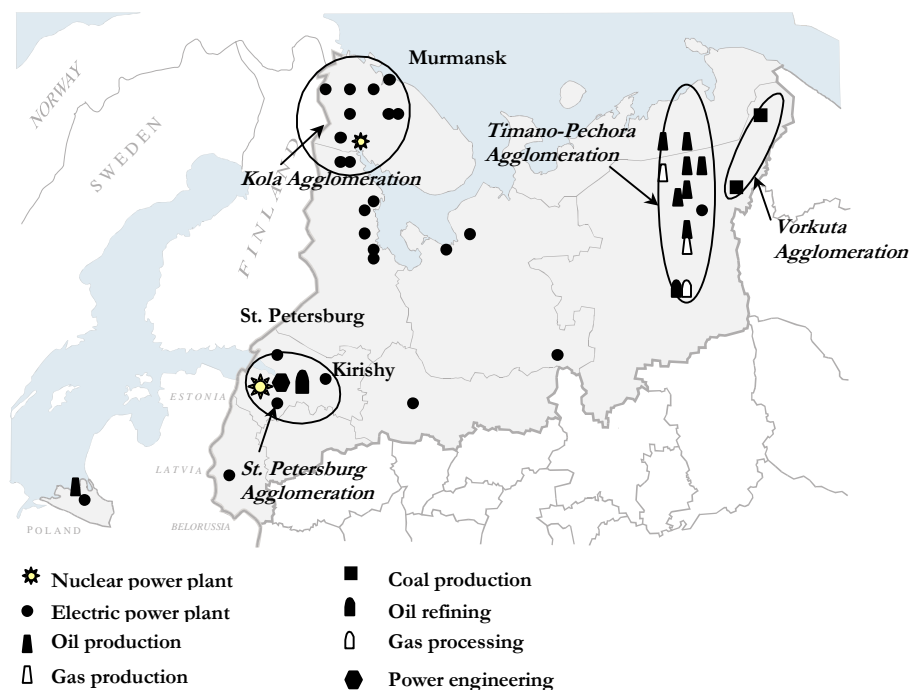 Murmansk
NORWAY
SWEDEN
FINLAND
Timano-Pechora
Agglomeration
Kola Agglomeration
Vorkuta
Agglomeration
St. Petersburg
Kirishy
ESTONIA
LATVIA
St. Petersburg
Agglomeration
POLAND
BELORUSSIA
Nuclear power plant
Electric power plant
Oil production
Gas production
Coal production
Oil refining
Gas processing
Power engineering